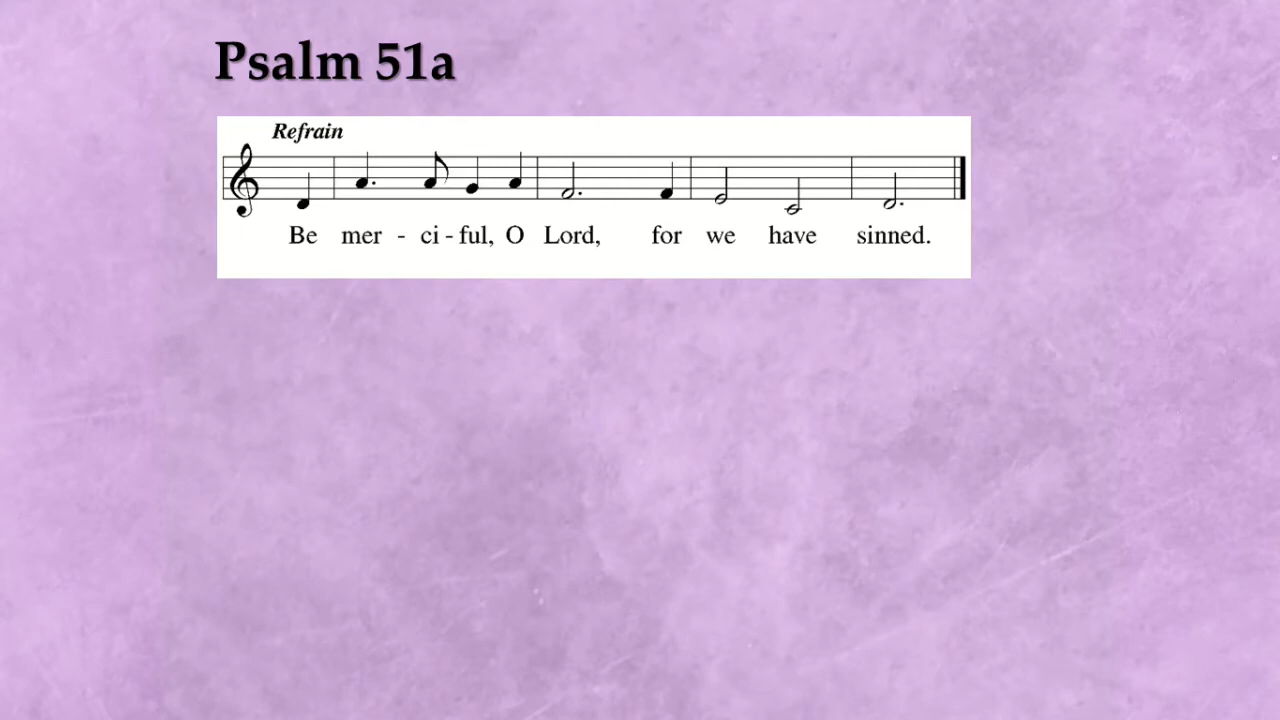 Psalm 51a
Refrain
Be mer - ci - ful, O Lord, for we have sinned.